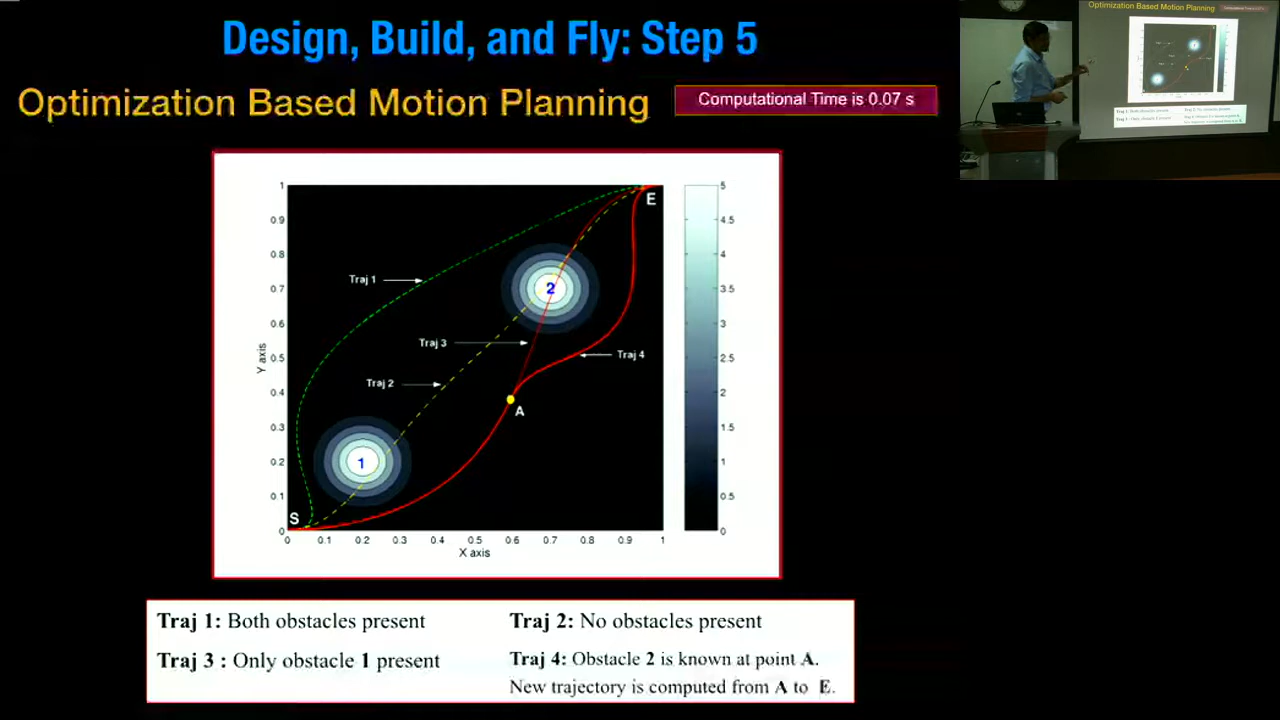 Design, Build, and Fly: Step 5
Optimization Based Motion Planning
Computational Time is 0.07 s
1
0.9
0.8
0.7
0.6
0.5
0.4
0.3
0.2
0.1
0
Y axis
0 0.1 0.2 0.3 0.4 0.5 0.6 0.7 0.8 0.9 1
X axis
E
Traj 1
2
Traj 3
Traj 4
Traj 2
A
1
S
5
4.5
4
3.5
3
2.5
2
1.5
1
0.5
0
Traj 1: Both obstacles present
Traj 2: No obstacles present
Traj 3 : Only obstacle 1 present
Traj 4: Obstacle 2 is known at point A.
New trajectory is computed from A to E.
Optimization Based Motion Planning